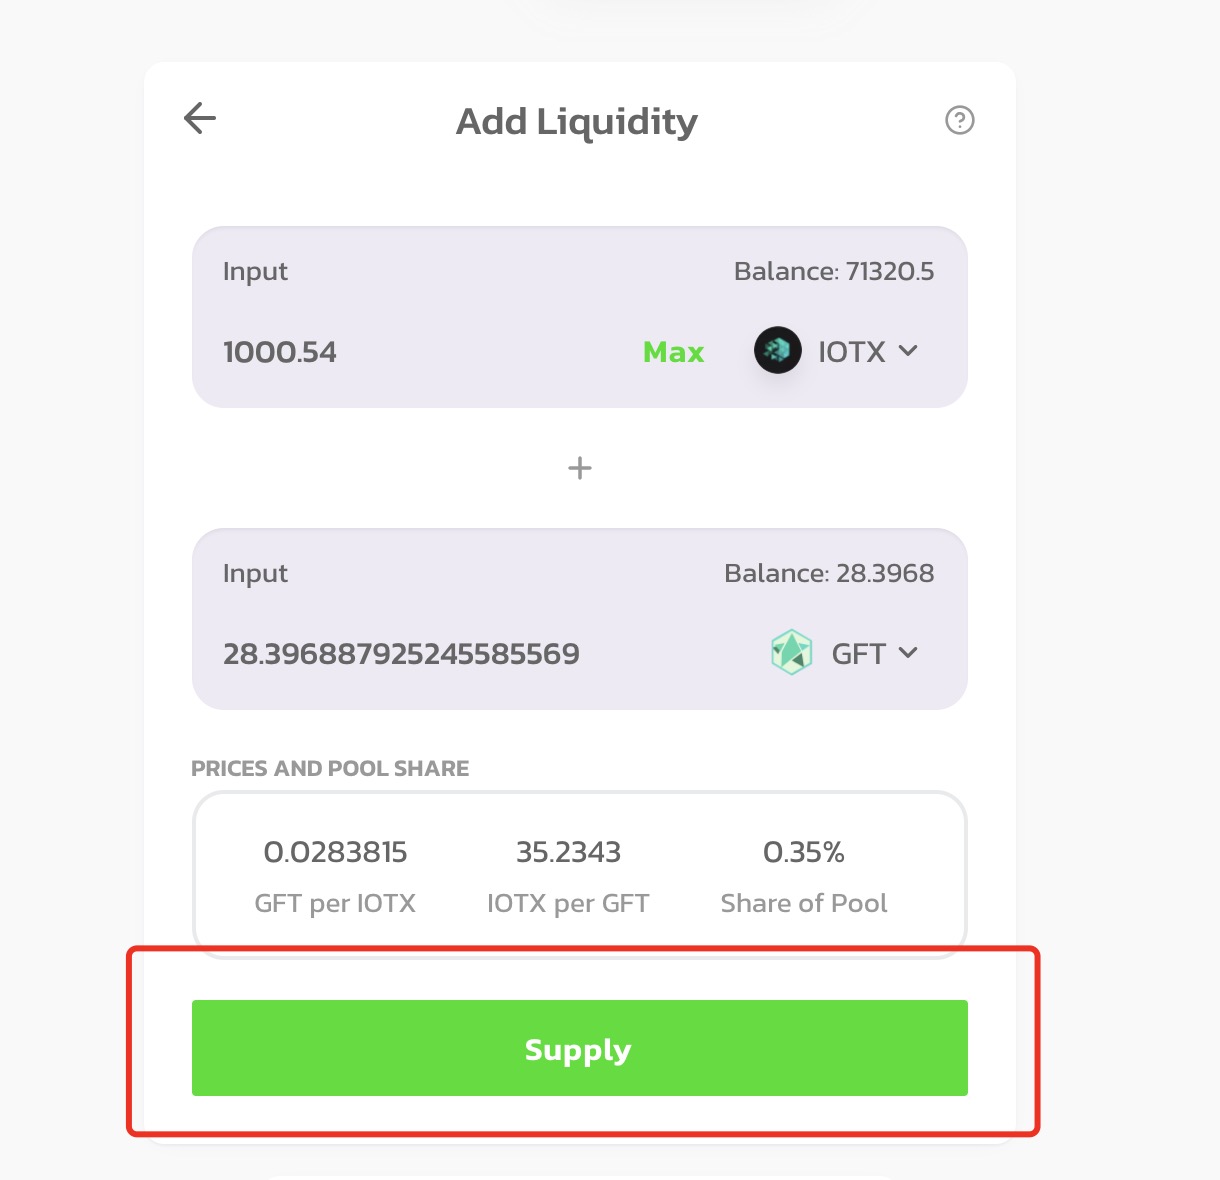 Add Liquidity
Input Balance: 71320.5
1000.54 Max IOTX
+
Input Balance: 28.3968
28.396887925245585569 GFT
PRICES AND POOL SHARE
0.0283815 35.2343 0.35%
GFT per IOTX IOTX per GFT Share of Pool
Supply